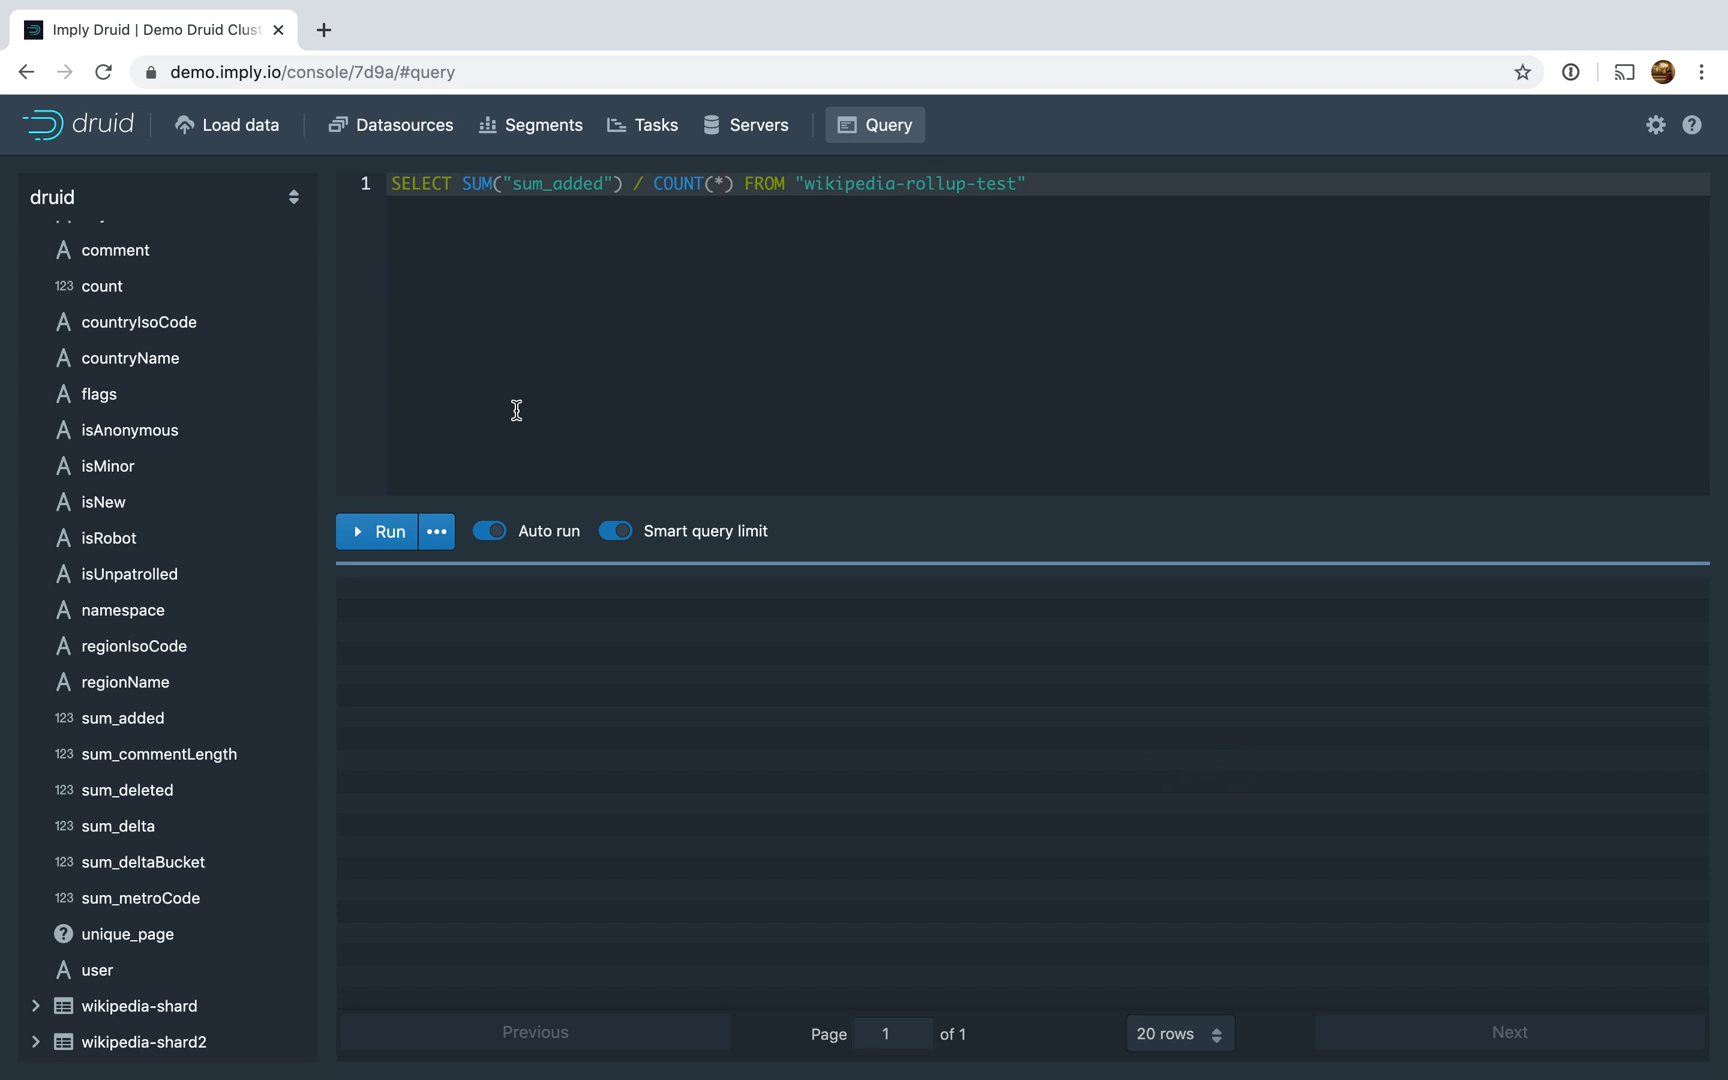 Imply Druid | Demo Druid Clust
demo.imply.io/console/7d9a/#query
druid
Load data
Datasources
Segments
Tasks
Servers
Query
druid
1 SELECT SUM("sum_added") / COUNT(*) FROM "wikipedia-rollup-test"
A comment
123 count
A countryIsoCode
A countryName
A flags
A isAnonymous
A isMinor
A isNew
A isRobot
A isUnpatrolled
A namespace
A regionIsoCode
A regionName
123 sum_added
123 sum_commentLength
123 sum_deleted
123 sum_delta
123 sum_deltaBucket
123 sum_metroCode
? unique_page
A user
wikipedia-shard
wikipedia-shard2
Run
Auto run
Smart query limit
Previous
Page 1 of 1
20 rows
Next